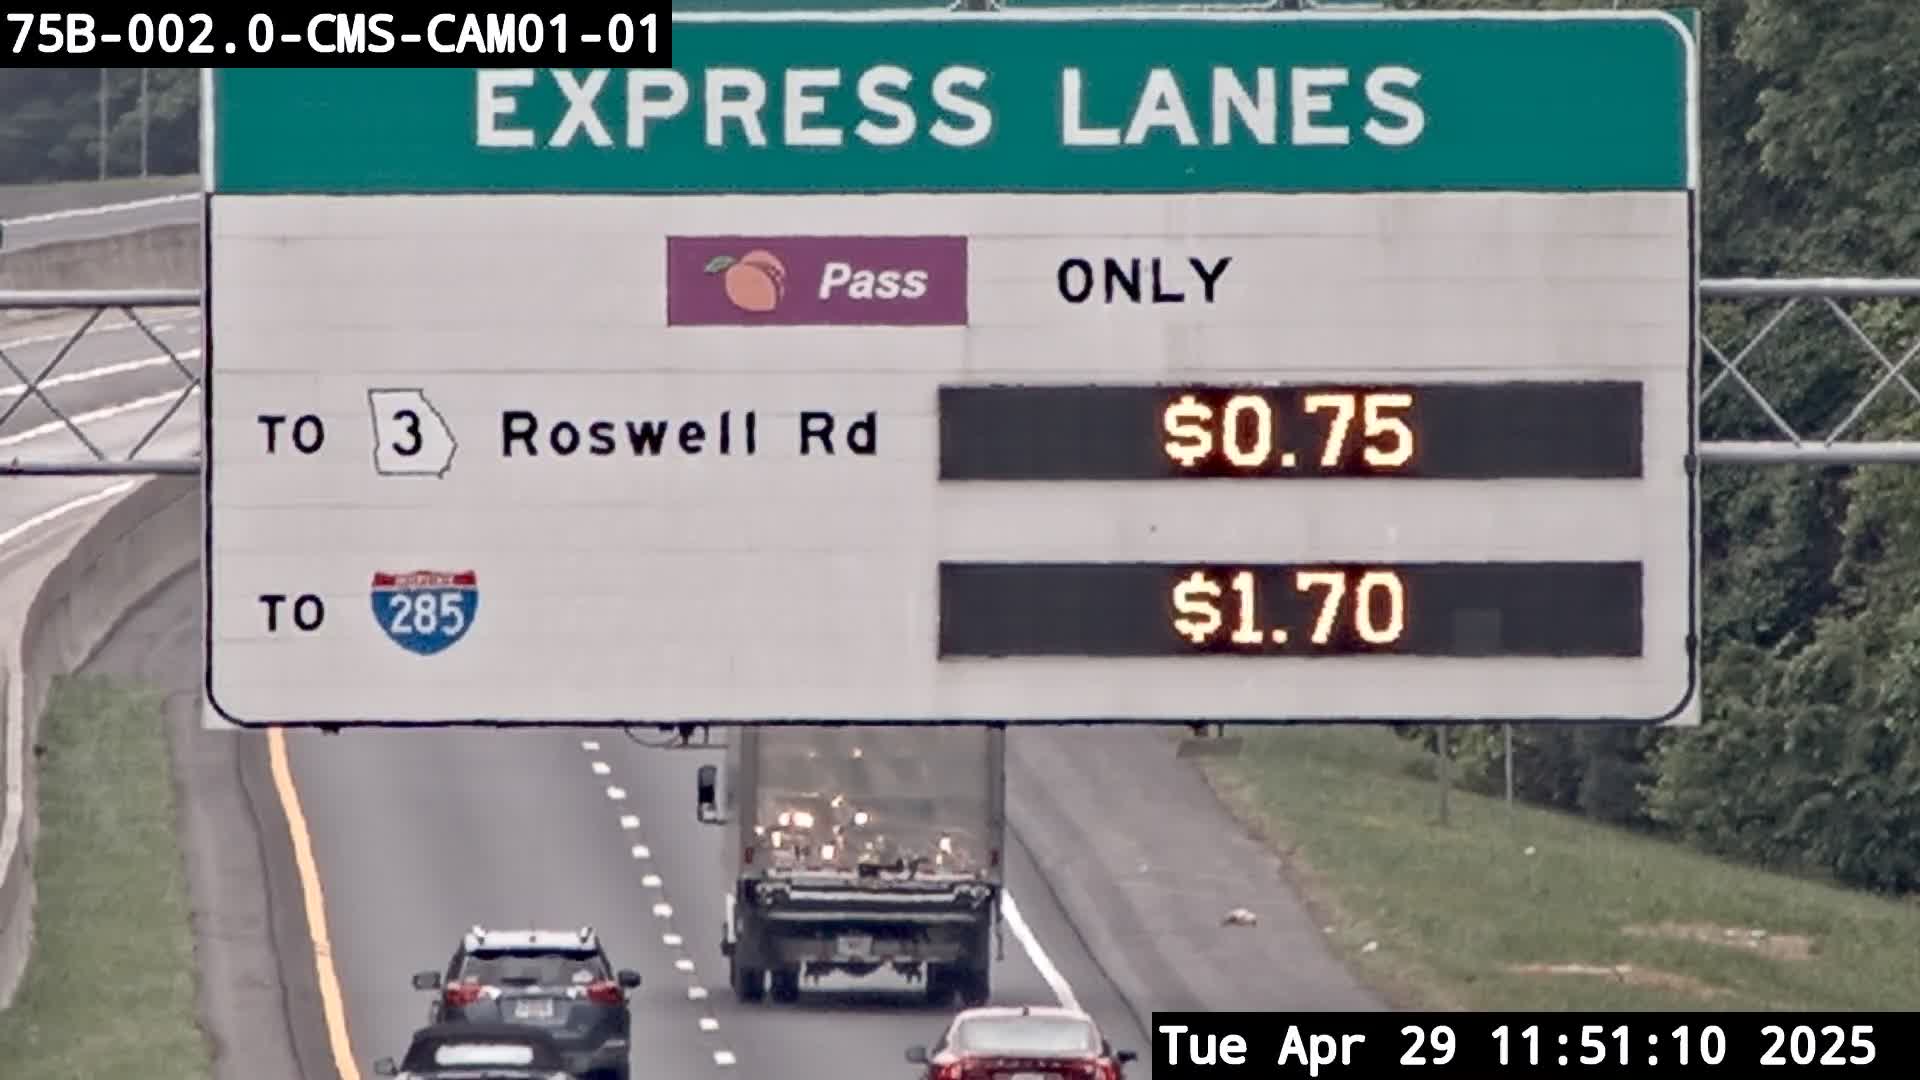 75B-002.0-CMS-CAM01-01
EXPRESS LANES
Pass ONLY
TO 3 Roswell Rd $0.75
TO 285 $1.70
Tue Apr 29 11:51:10 2025